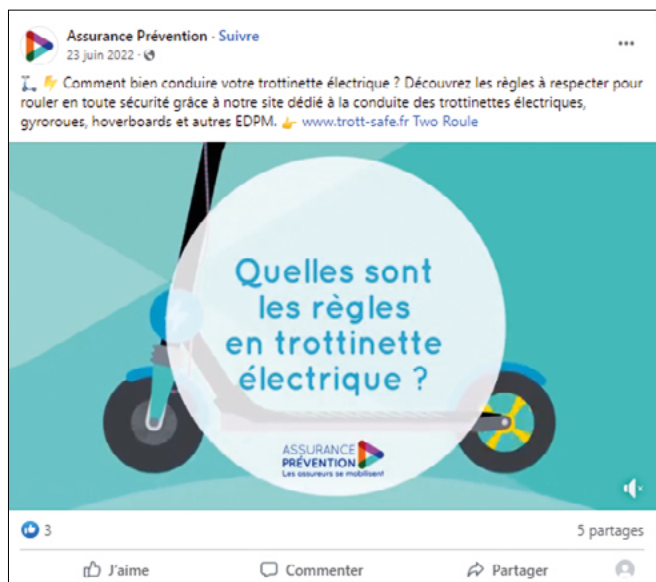 Assurance Prévention · Suivre
23 juin 2022 ·
Comment bien conduire votre trottinette électrique ? Découvrez les règles à respecter pour
rouler en toute sécurité grâce à notre site dédié à la conduite des trottinettes électriques,
gyroroues, hoverboards et autres EDPM. 👉 www.trott-safe.fr Two Roule
Quelles sont
les règles
en trottinette
électrique ?
ASSURANCE
PRÉVENTION
Les assureurs se mobilisent
3
5 partages
J'aime
Commenter
Partager